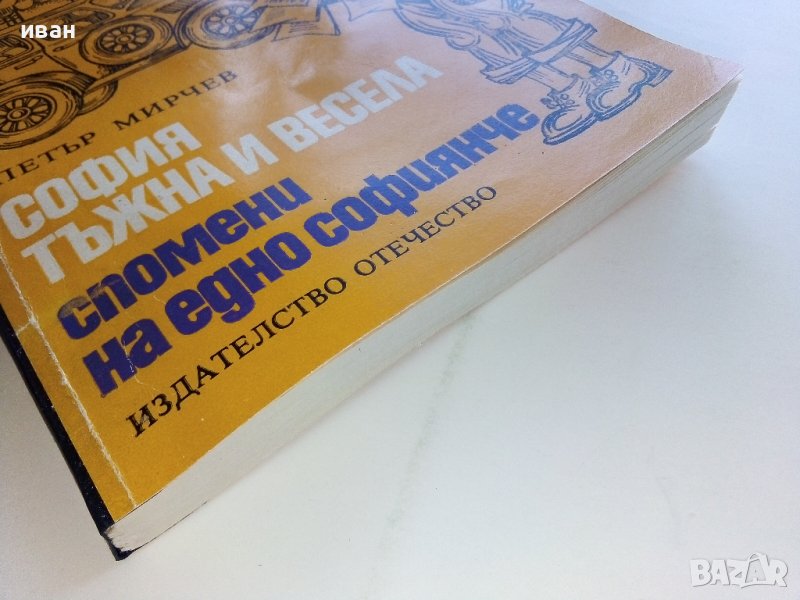 иван
ПЕТЪР МИРЧЕВ
СОФИЯ
ТЪЖНА И ВЕСЕЛА
спомени
на едно софиянче
ИЗДАТЕЛСТВО ОТЕЧЕСТВО
BAZAR